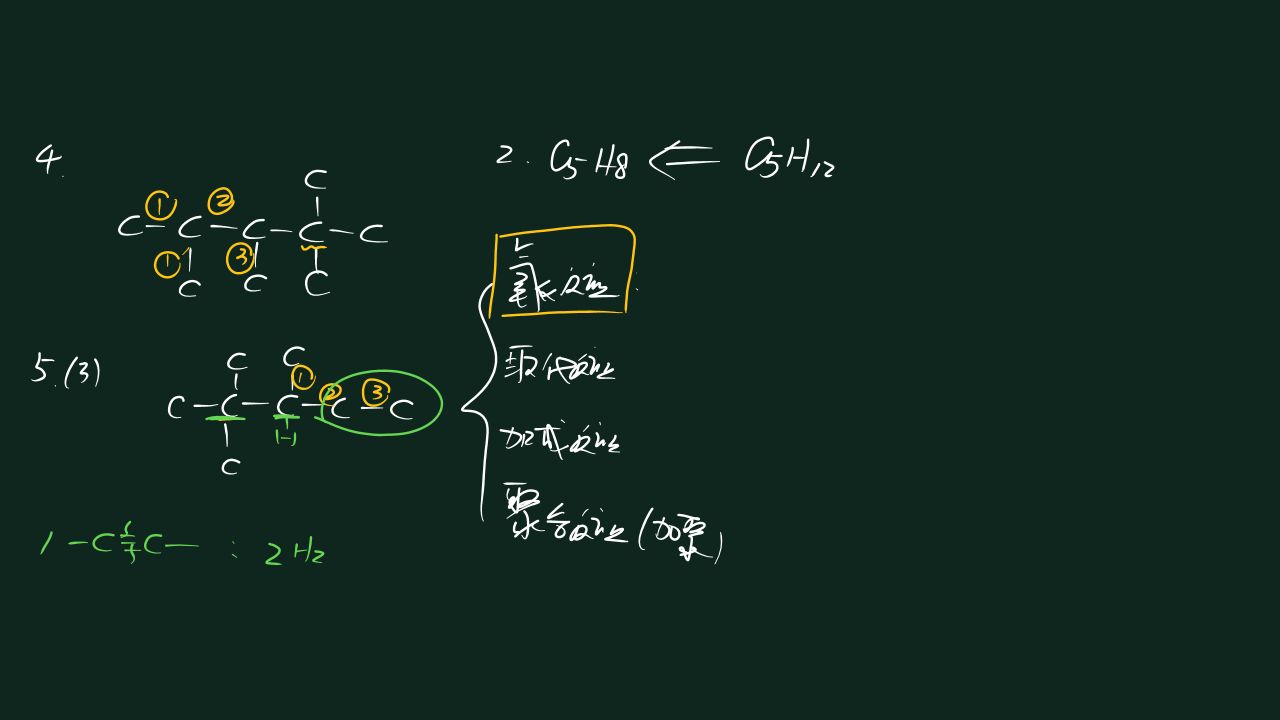 4.
C
① ②
C-C-C-C-C
① ③
C C C
5.(3)
C C
① ② ③
C-C-C-C-C
H
C
1 -C≡C- : 2H₂
2. C₅H₈ ⇐ C₅H₁₂
氧化反应
取代反应
加成反应
聚合反应(加聚)